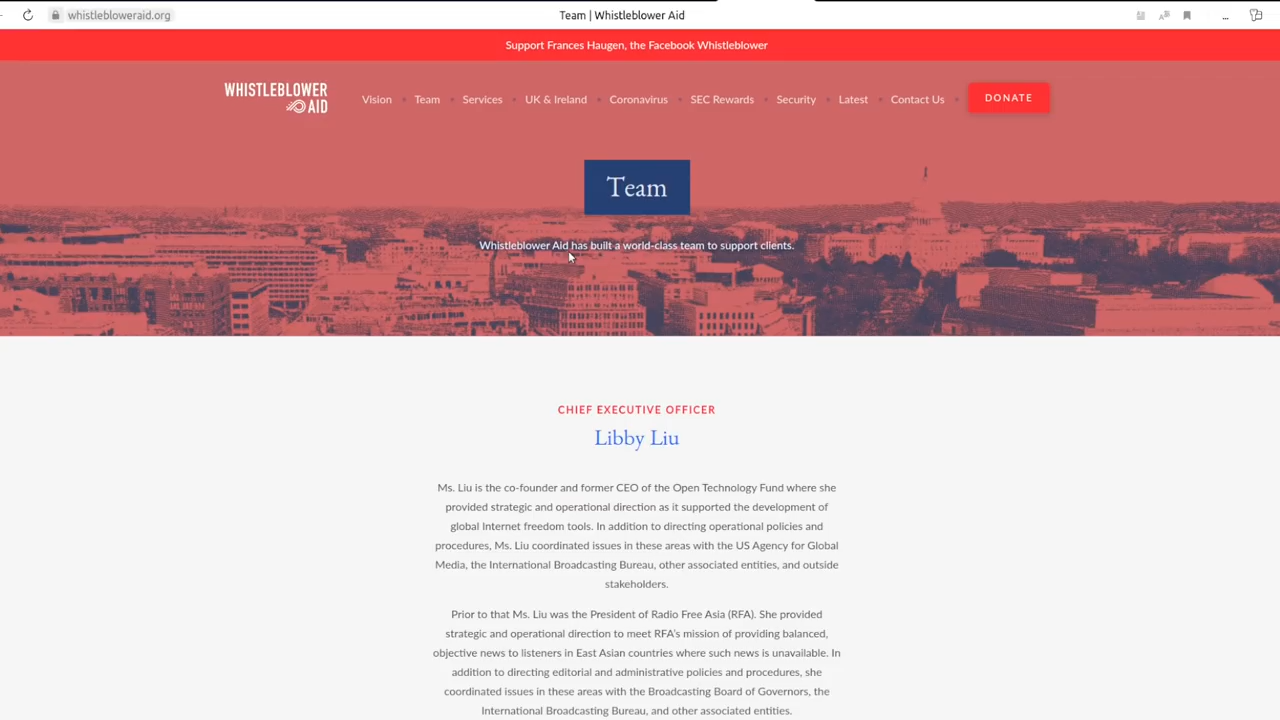 whistlebloweraid.org
Team | Whistleblower Aid
...
Support Frances Haugen, the Facebook Whistleblower
WHISTLEBLOWER
AID
Vision • Team • Services • UK & Ireland • Coronavirus • SEC Rewards • Security • Latest • Contact Us •
DONATE
Team
Whistleblower Aid has built a world-class team to support clients.
CHIEF EXECUTIVE OFFICER
Libby Liu
Ms. Liu is the co-founder and former CEO of the Open Technology Fund where she
provided strategic and operational direction as it supported the development of
global Internet freedom tools. In addition to directing operational policies and
procedures, Ms. Liu coordinated issues in these areas with the US Agency for Global
Media, the International Broadcasting Bureau, other associated entities, and outside
stakeholders.
Prior to that Ms. Liu was the President of Radio Free Asia (RFA). She provided
strategic and operational direction to meet RFA's mission of providing balanced,
objective news to listeners in East Asian countries where such news is unavailable. In
addition to directing editorial and administrative policies and procedures, she
coordinated issues in these areas with the Broadcasting Board of Governors, the
International Broadcasting Bureau, and other associated entities.